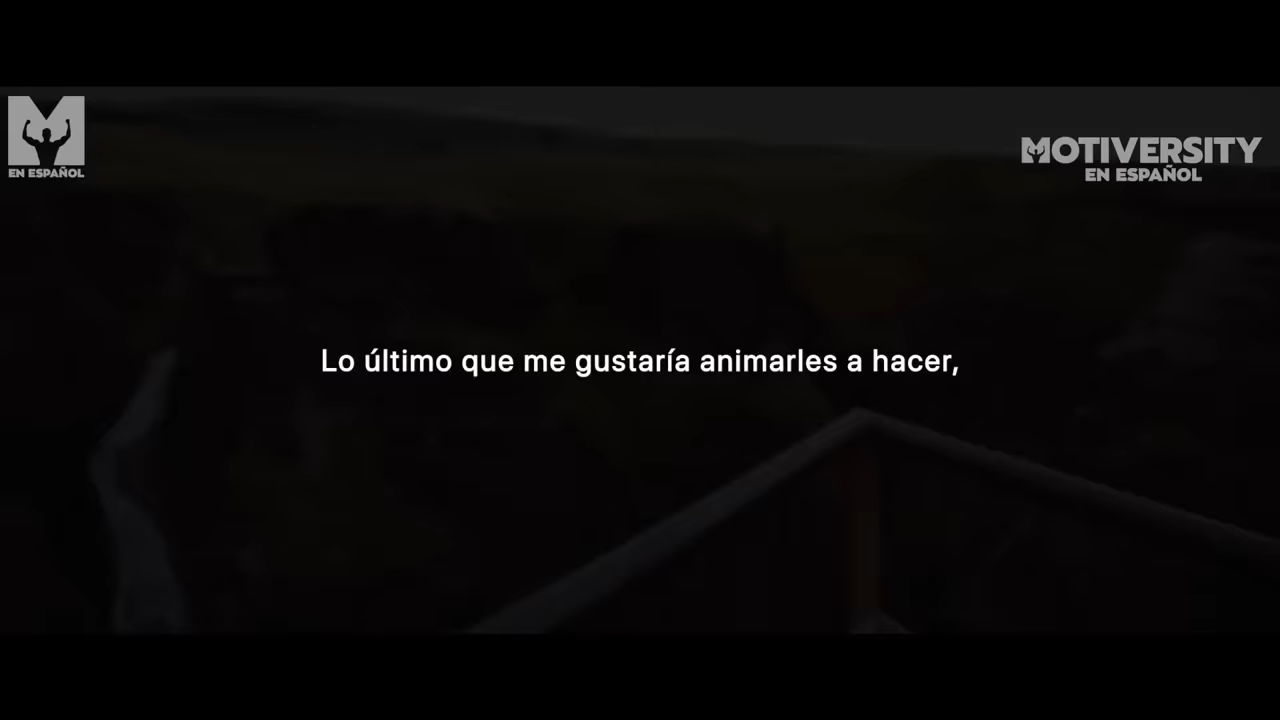 M
EN ESPAÑOL
MOTIVERSITY
EN ESPAÑOL
Lo último que me gustaría animarles a hacer,